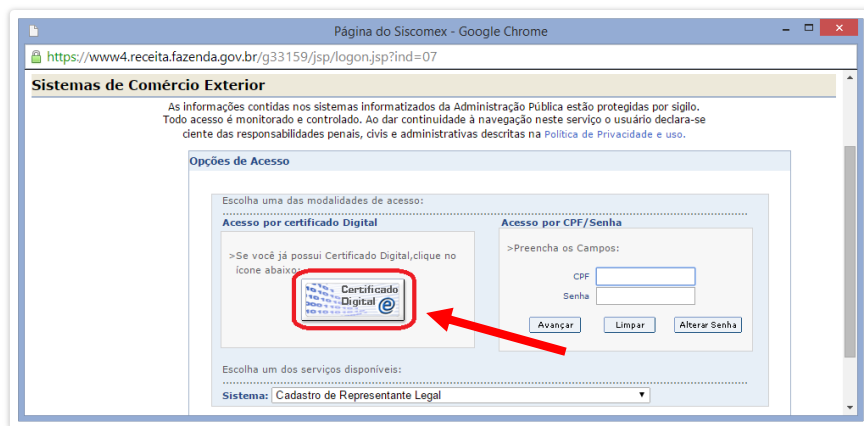 Página do Siscomex - Google Chrome
https://www4.receita.fazenda.gov.br/g33159/jsp/logon.jsp?ind=07
Sistemas de Comércio Exterior
As informações contidas nos sistemas informatizados da Administração Pública estão protegidas por sigilo.
Todo acesso é monitorado e controlado. Ao dar continuidade à navegação neste serviço o usuário declara-se
ciente das responsabilidades penais, civis e administrativas descritas na Política de Privacidade e uso.
Opções de Acesso
Escolha uma das modalidades de acesso:
Acesso por certificado Digital
>Se você já possui Certificado Digital,clique no
ícone abaixo:
Certificado
Digital
Acesso por CPF/Senha
>Preencha os Campos:
CPF
Senha
Avançar Limpar Alterar Senha
Escolha um dos serviços disponíveis:
Sistema: Cadastro de Representante Legal